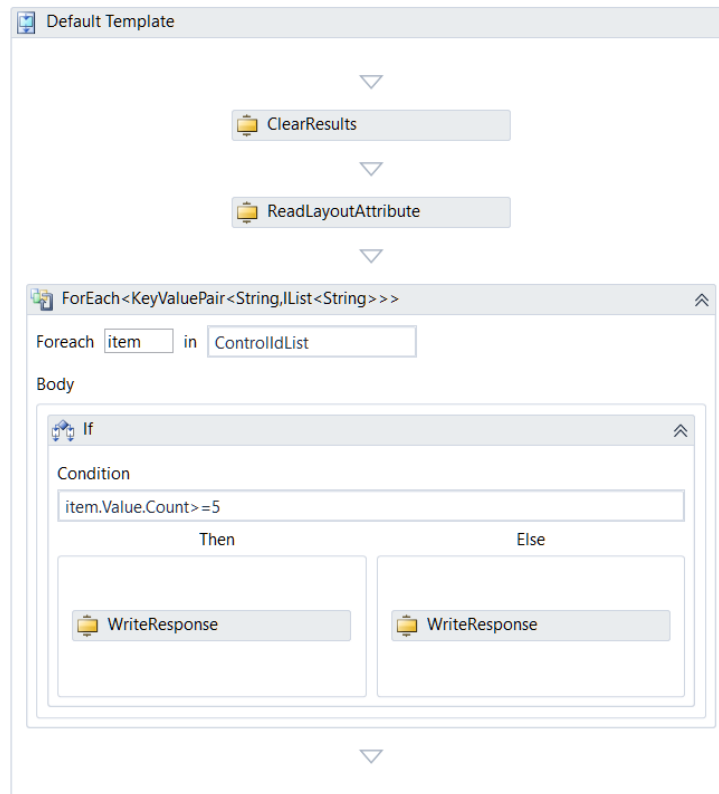 Default Template
ClearResults
ReadLayoutAttribute
ForEach<KeyValuePair<String,IList<String>>>
Foreach item in ControlIdList
Body
If
Condition
item.Value.Count>=5
Then Else
WriteResponse WriteResponse